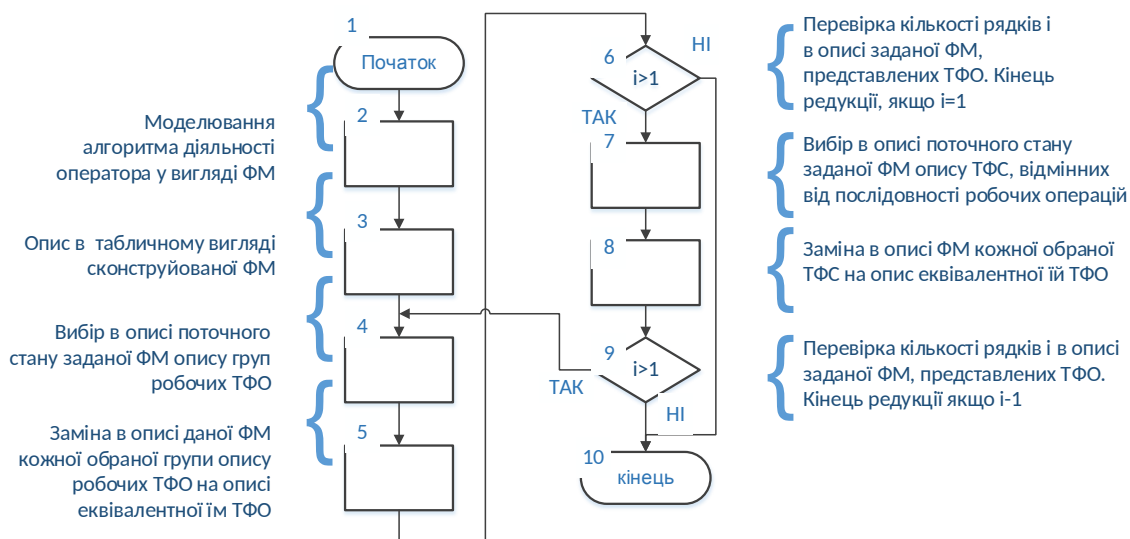 1
Початок
Моделювання
алгоритма діяльності
оператора у вигляді ФМ
2
Опис в табличному вигляді
сконструйованої ФМ
3
Вибір в описі поточного
стану заданої ФМ опису груп
робочих ТФО
4
Заміна в описі даної ФМ
кожної обраної групи опису
робочих ТФО на описі
еквівалентної їм ТФО
5
6
i>1
НІ
ТАК
Перевірка кількості рядків і
в описі заданої ФМ,
представлених ТФО. Кінець
редукції, якщо і=1
7
Вибір в описі поточного стану
заданої ФМ опису ТФС, відмінних
від послідовності робочих операцій
8
Заміна в описі ФМ кожної обраної
ТФС на опис еквівалентної їй ТФО
9
i>1
ТАК
НІ
Перевірка кількості рядків і в описі
заданої ФМ, представлених ТФО.
Кінець редукції якщо і-1
10
кінець